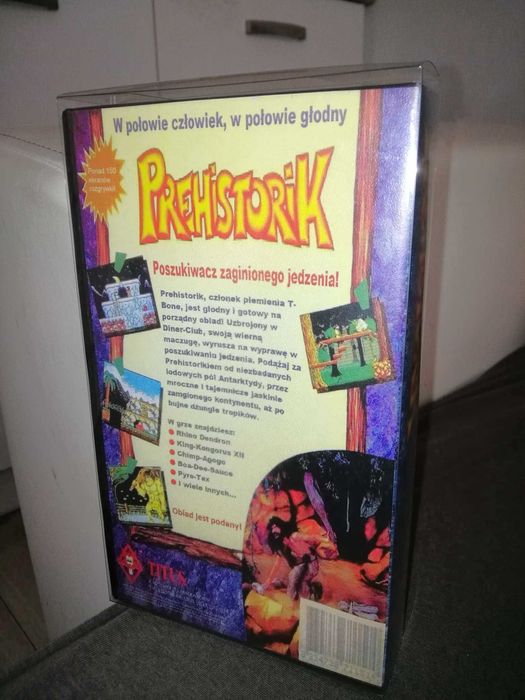 W połowie człowiek, w połowie głodny
Ponad 150
ekranów
rozgrywki!
PREHISTORIK
Poszukiwacz zaginionego jedzenia!
Prehistorik, członek plemienia T-
Bone, jest głodny i gotowy na
porządny obiad! Uzbrojony w
Diner-Club, swoją wierną
maczugę, wyrusza na wyprawę w
poszukiwaniu jedzenia. Podążaj za
Prehistorikiem od niezbadanych
lodowych pól Antarktydy, przez
mroczne i tajemnicze jaskinie
zamglonego kontynentu, aż po
bujne dżungle tropików.
W grze znajdziesz:
Rhino Dendron
King-Kongorus XII
Chimp-Agogo
Boa-Dee-Sauce
Pyro-Tex
I wiele innych...
Obiad jest podany!
TITUS